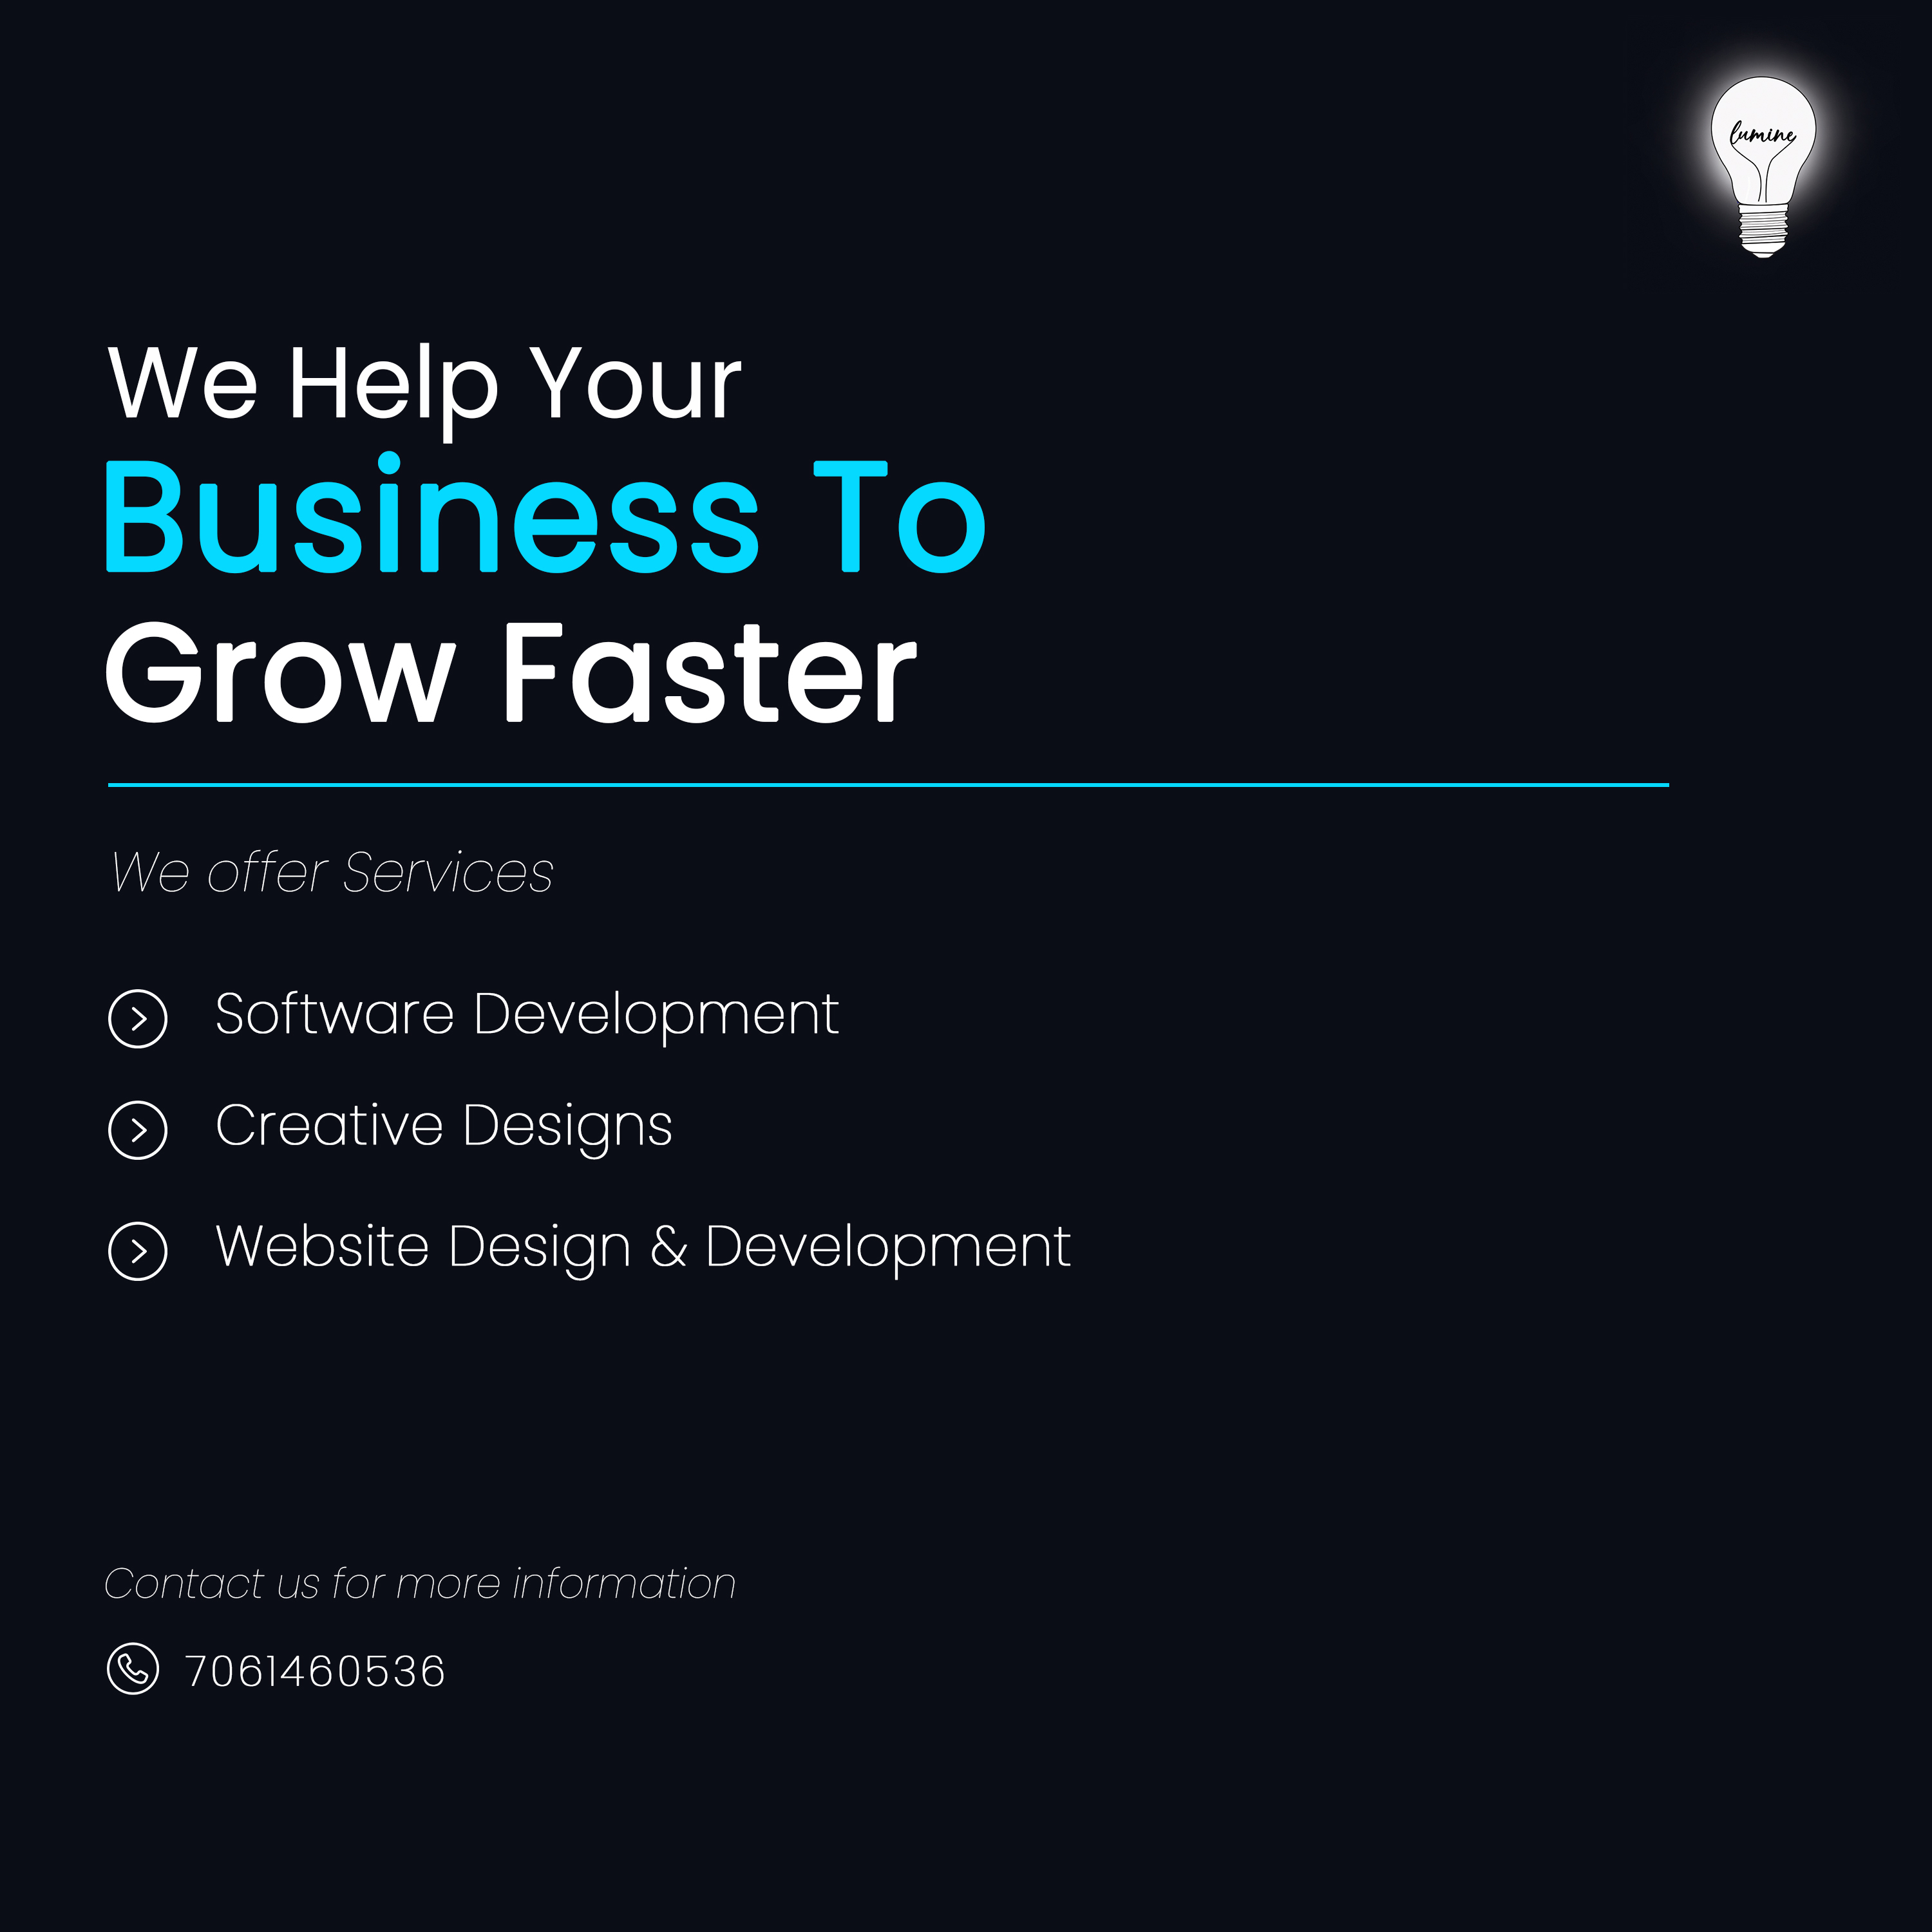 lumine
We Help Your
Business To
Grow Faster
We offer Services
Software Development
Creative Designs
Website Design & Development
Contact us for more information
7061460536